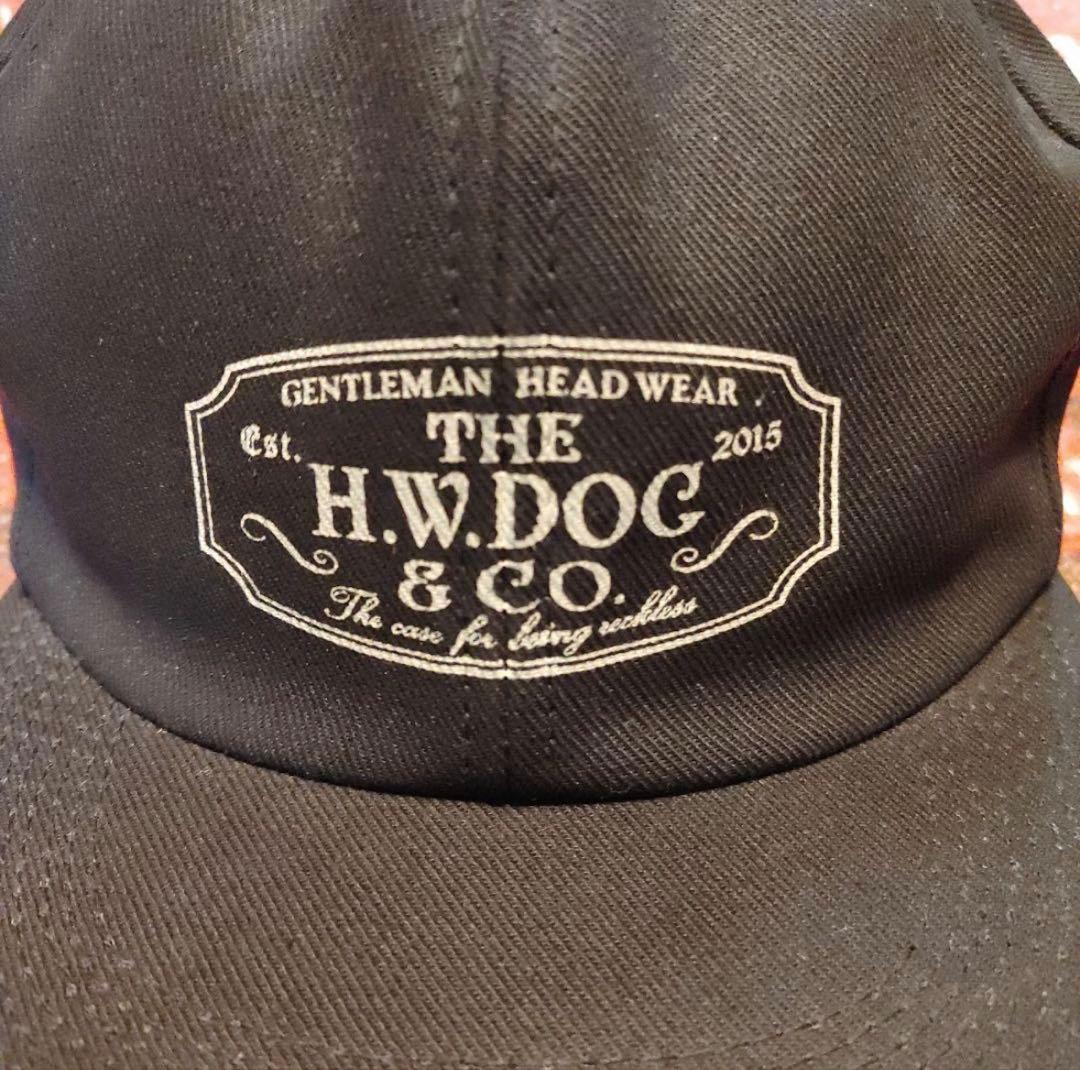 GENTLEMAN HEAD WEAR
Est. THE 2015
H.W.DOG
& CO.
The case for being reckless